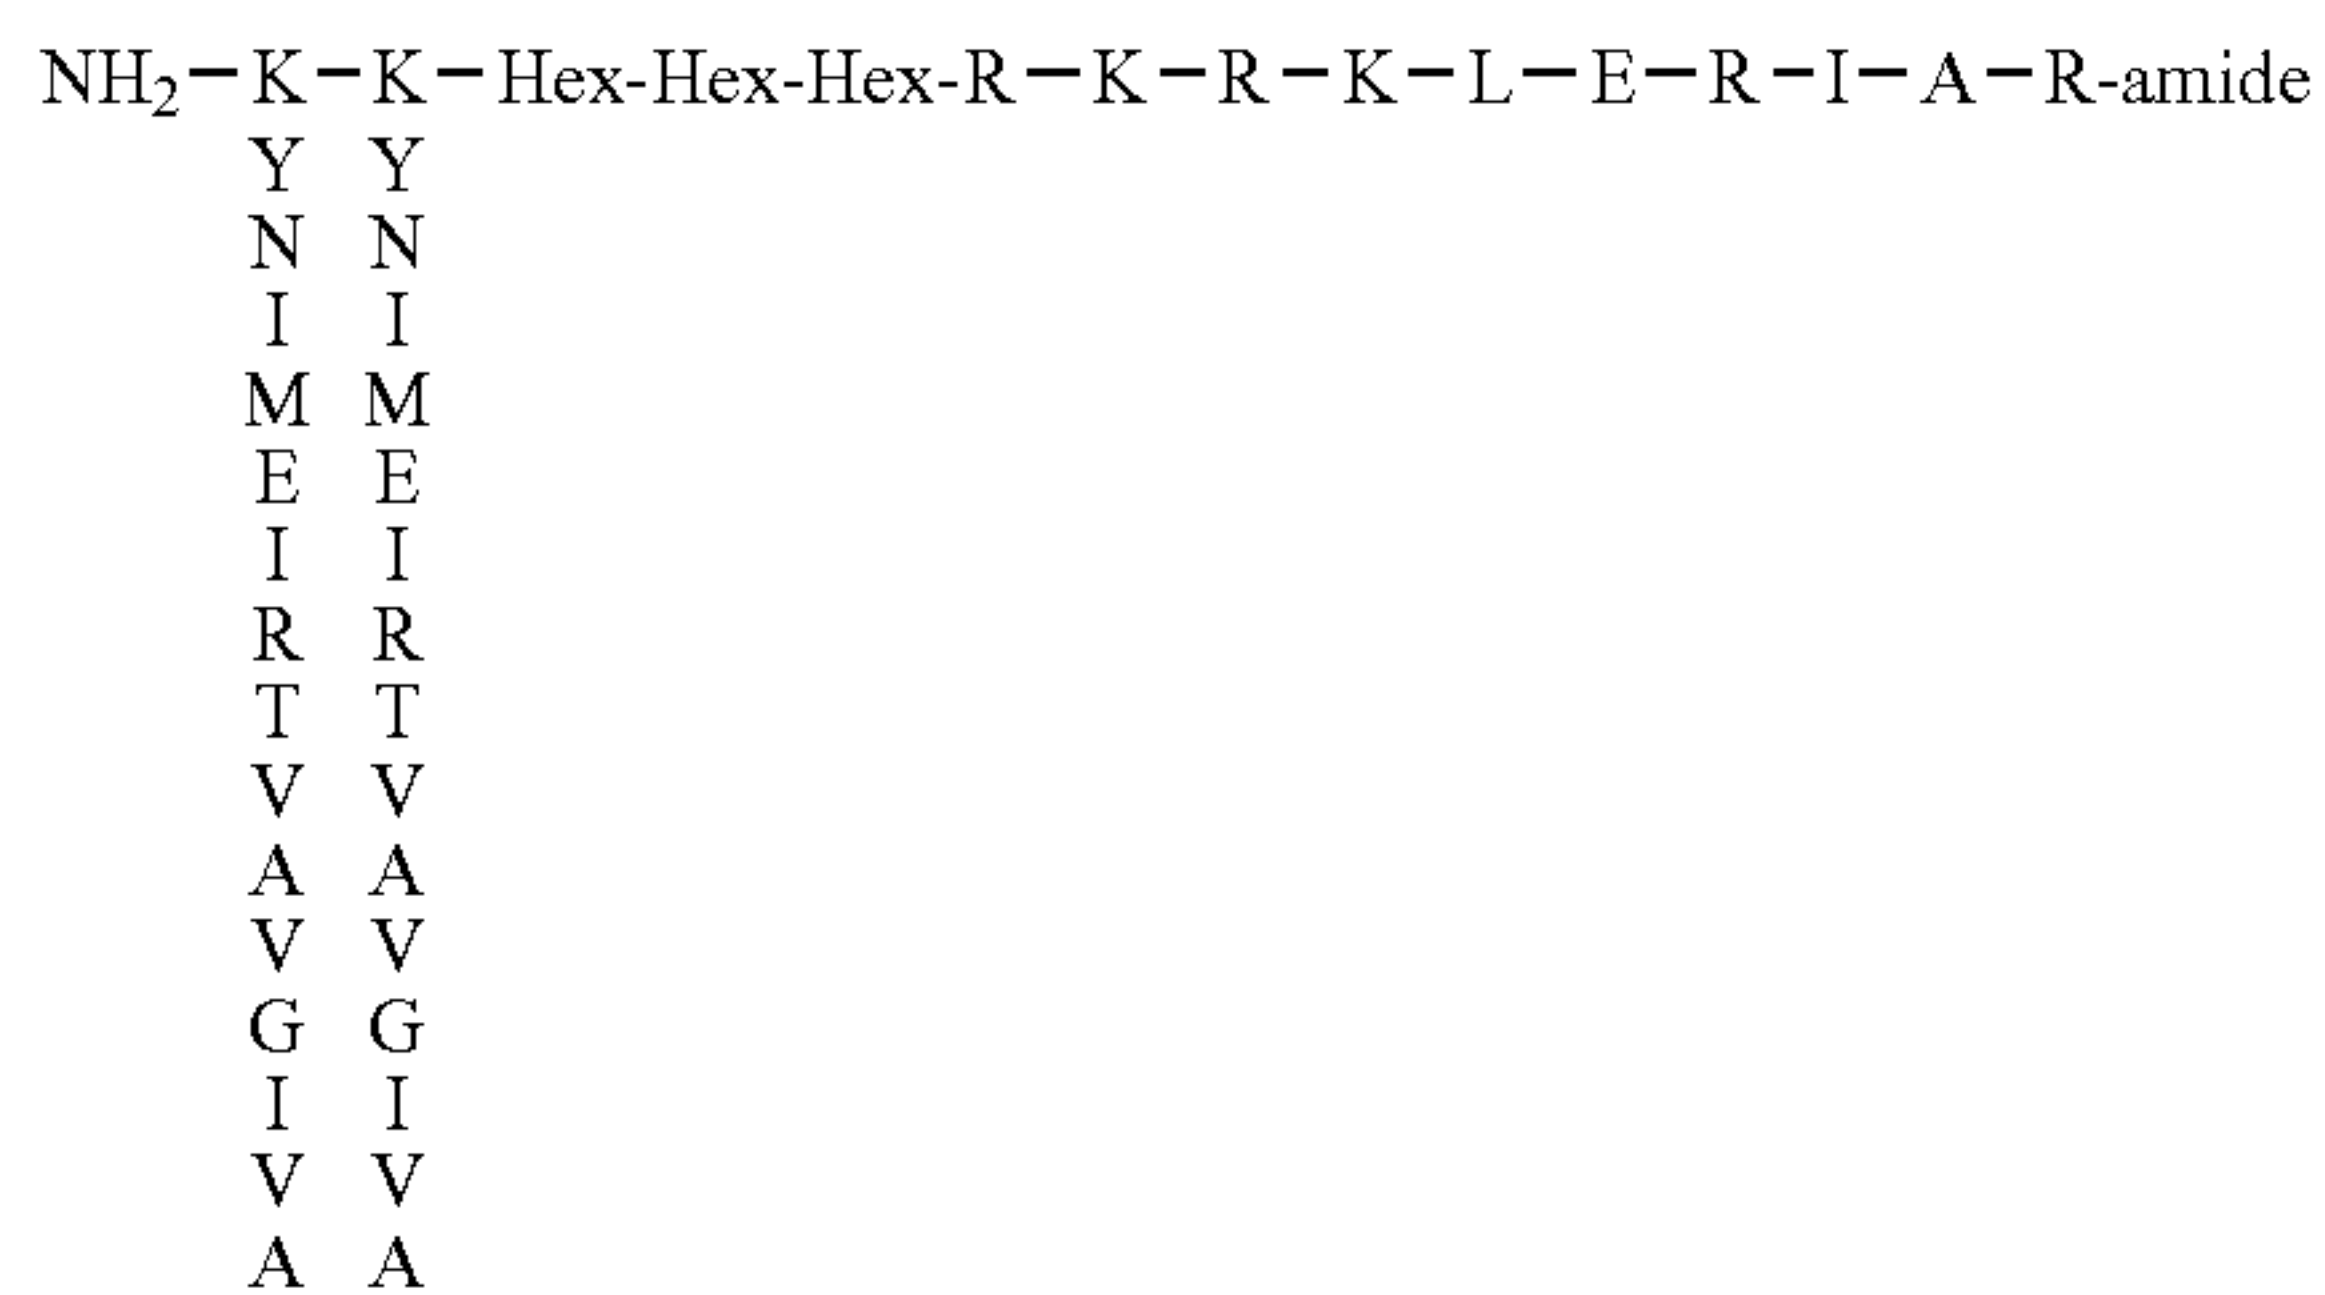 NH₂–K–K–Hex-Hex-Hex-R–K–R–K–L–E–R–I–A–R-amide
Y Y
N N
I I
M M
E E
I I
R R
T T
V V
A A
V V
G G
I I
V V
A A